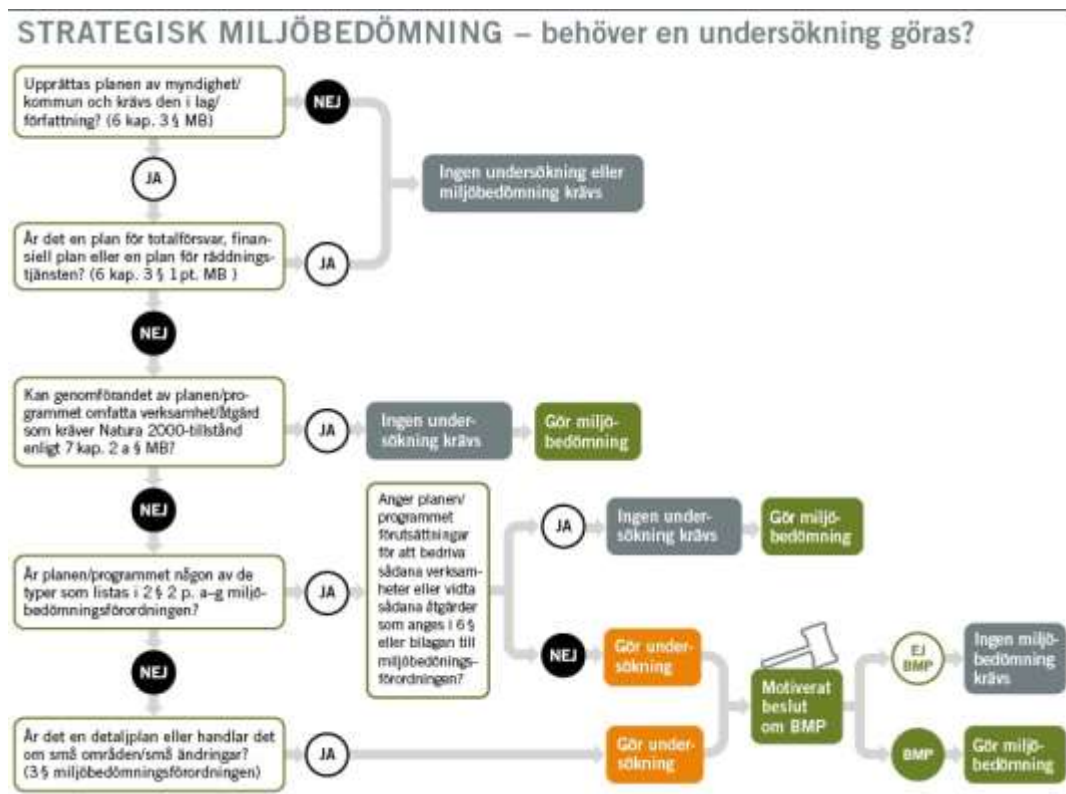 STRATEGISK MILJÖBEDÖMNING – behöver en undersökning göras?
Upprättas planen av myndighet/
kommun och krävs den i lag/
författning? (6 kap. 3 § MB)
NEJ
Ingen undersökning eller
miljöbedömning krävs
JA
Är det en plan för totalförsvar, finan-
siell plan eller en plan för räddnings-
tjänsten? (6 kap. 3 § 1 pt. MB )
JA
NEJ
Kan genomförandet av planen/pro-
grammet omfatta verksamhet/åtgärd
som kräver Natura 2000-tillstånd
enligt 7 kap. 2 a § MB?
JA
Ingen under-
sökning krävs
Gör miljö-
bedömning
NEJ
Är planen/programmet någon av de
typer som listas i 2 § 2 p. a–g miljö-
bedömningsförordningen?
JA
Anger planen/
programmet
förutsättningar
för att bedriva
sådana verksam-
heter eller vidta
sådana åtgärder
som anges i 6 §
eller bilagan till
miljöbedönings-
förordningen?
JA
Ingen under-
sökning krävs
Gör miljö-
bedömning
NEJ
Gör under-
sökning
NEJ
Är det en detaljplan eller handlar det
om små områden/små ändringar?
(3 § miljöbedömningsförordningen)
JA
Gör under-
sökning
Motiverat
beslut
om BMP
EJ
BMP
Ingen miljö-
bedömning
krävs
BMP
Gör miljö-
bedömning